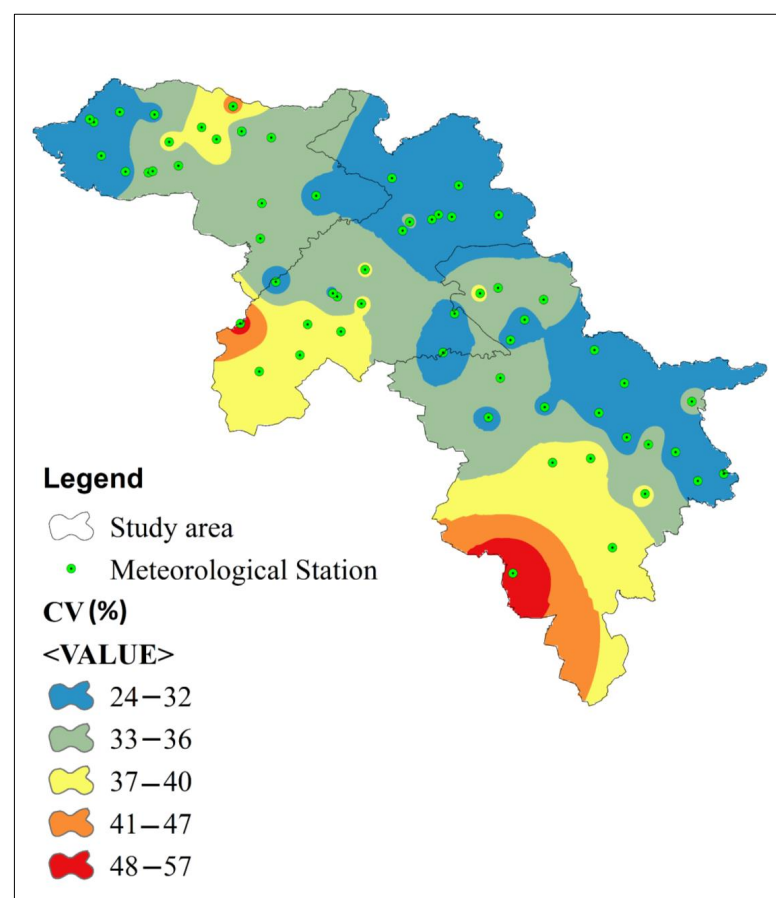 Legend
Study area
Meteorological Station
CV (%)
<VALUE>
24–32
33–36
37–40
41–47
48–57